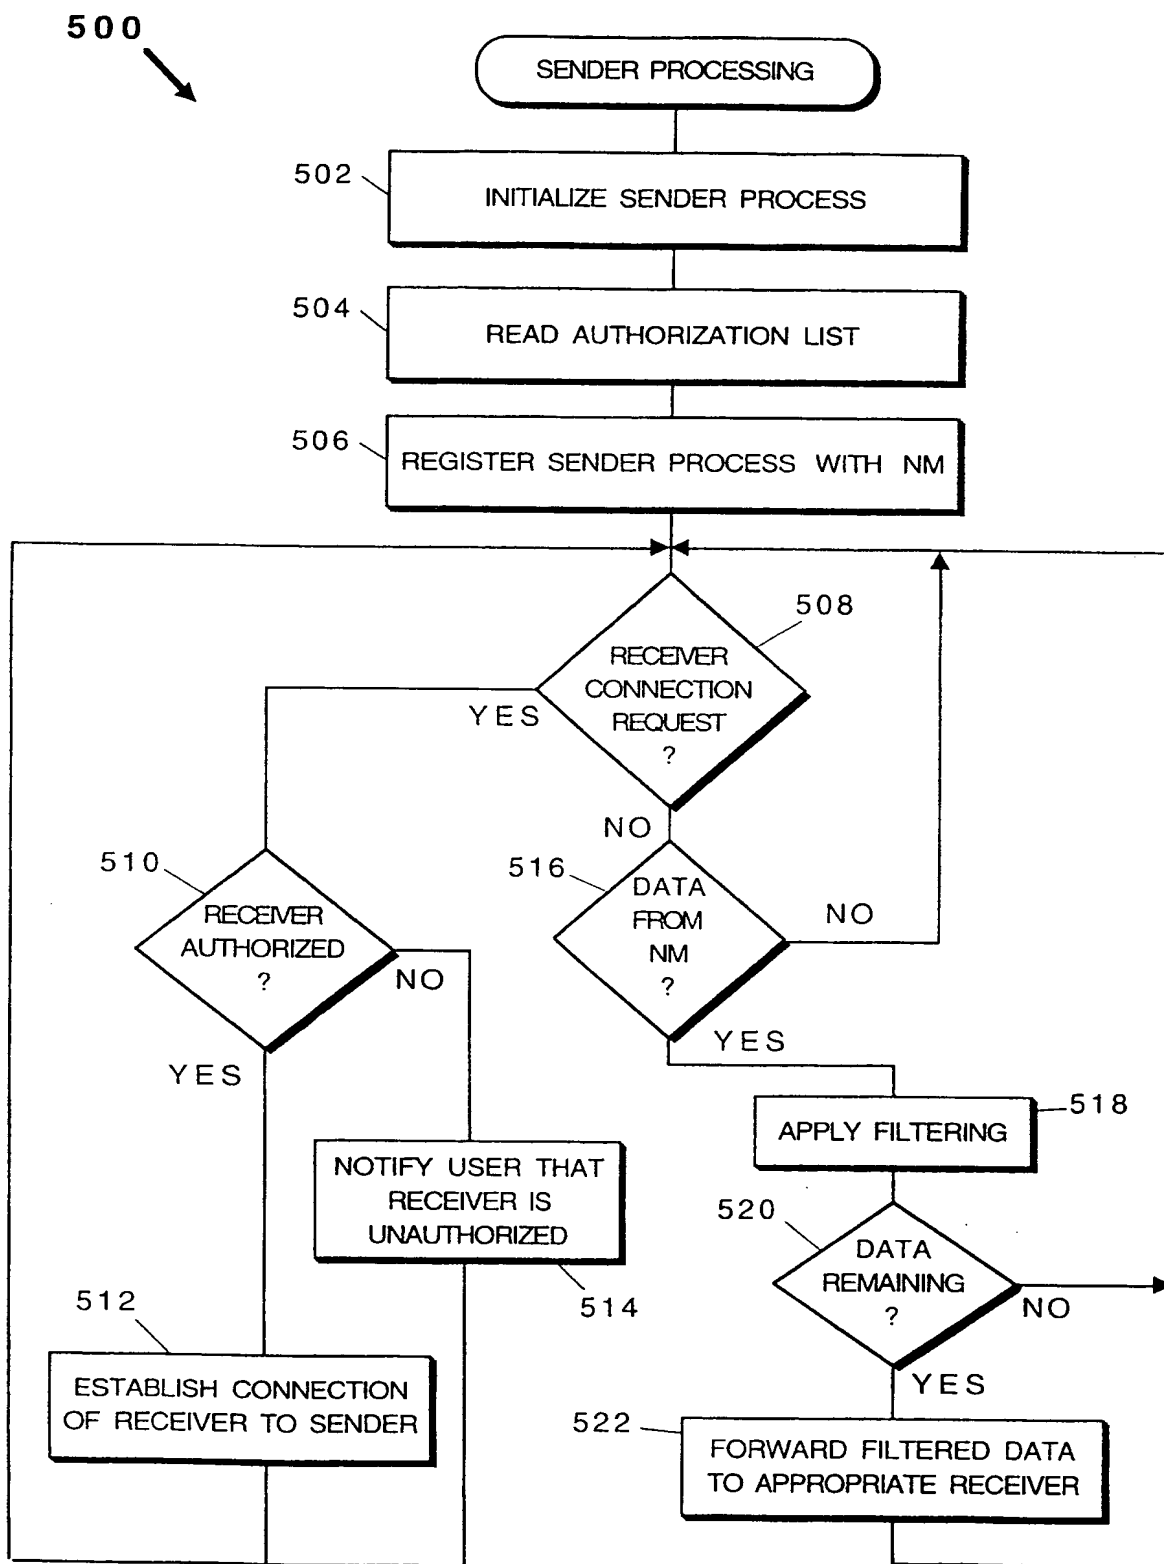 500
SENDER PROCESSING
502
INITIALIZE SENDER PROCESS
504
READ AUTHORIZATION LIST
506
REGISTER SENDER PROCESS WITH NM
508
RECEIVER
CONNECTION
REQUEST
?
YES
NO
510
RECEIVER
AUTHORIZED
?
NO
YES
516
DATA
FROM
NM
?
NO
YES
518
APPLY FILTERING
NOTIFY USER THAT
RECEIVER IS
UNAUTHORIZED
514
520
DATA
REMAINING
?
NO
YES
512
ESTABLISH CONNECTION
OF RECEIVER TO SENDER
522
FORWARD FILTERED DATA
TO APPROPRIATE RECEIVER